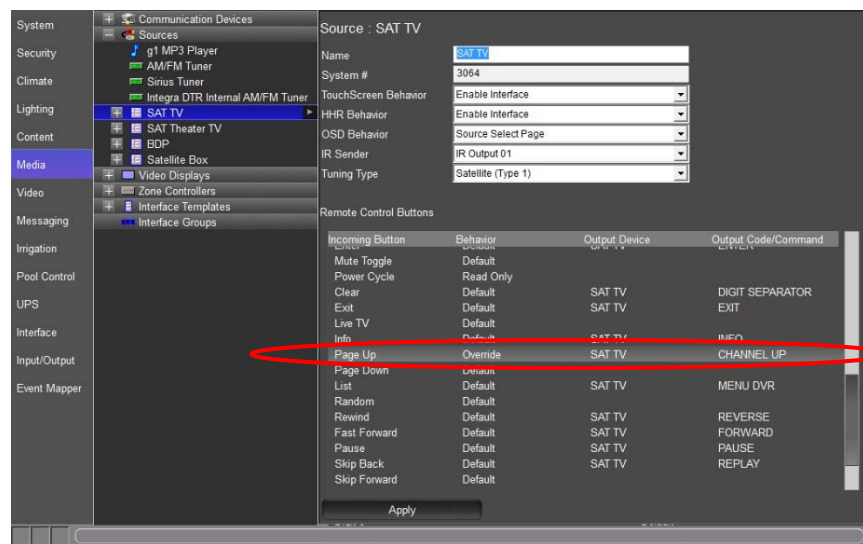 System
Security
Climate
Lighting
Content
Media
Video
Messaging
Irrigation
Pool Control
UPS
Interface
Input/Output
Event Mapper
Communication Devices
Sources
g1 MP3 Player
AM/FM Tuner
Sirius Tuner
Integra DTR Internal AM/FM Tuner
SAT TV
SAT Theater TV
BDP
Satellite Box
Video Displays
Zone Controllers
Interface Templates
Interface Groups
Source : SAT TV
Name SAT TV
System # 3064
TouchScreen Behavior Enable Interface
HHR Behavior Enable Interface
OSD Behavior Source Select Page
IR Sender IR Output 01
Tuning Type Satellite (Type 1)
Remote Control Buttons
Incoming Button Behavior Output Device Output Code/Command
Enter Default SAT TV ENTER
Mute Toggle Default
Power Cycle Read Only
Clear Default SAT TV DIGIT SEPARATOR
Exit Default SAT TV EXIT
Live TV Default
Info Default SAT TV INFO
Page Up Override SAT TV CHANNEL UP
Page Down Default
List Default SAT TV MENU DVR
Random Default
Rewind Default SAT TV REVERSE
Fast Forward Default SAT TV FORWARD
Pause Default SAT TV PAUSE
Skip Back Default SAT TV REPLAY
Skip Forward Default
Apply